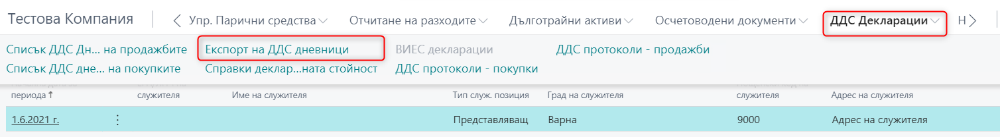 Тестова Компания Упр. Парични средства Отчитане на разходите Дълготрайни активи Осчетоводени документи ДДС Декларации Н
Списък ДДС Дн... на продажбите Експорт на ДДС дневници ВИЕС декларации ДДС протоколи - продажби
Списък ДДС дне... на покупките Справки деклар...ната стойност ДДС протоколи - покупки
периода служителя Име на служителя Тип служ. позиция Град на служителя служителя Адрес на служителя
1.6.2021 г. Представляващ Варна 9000 Адрес на служителя